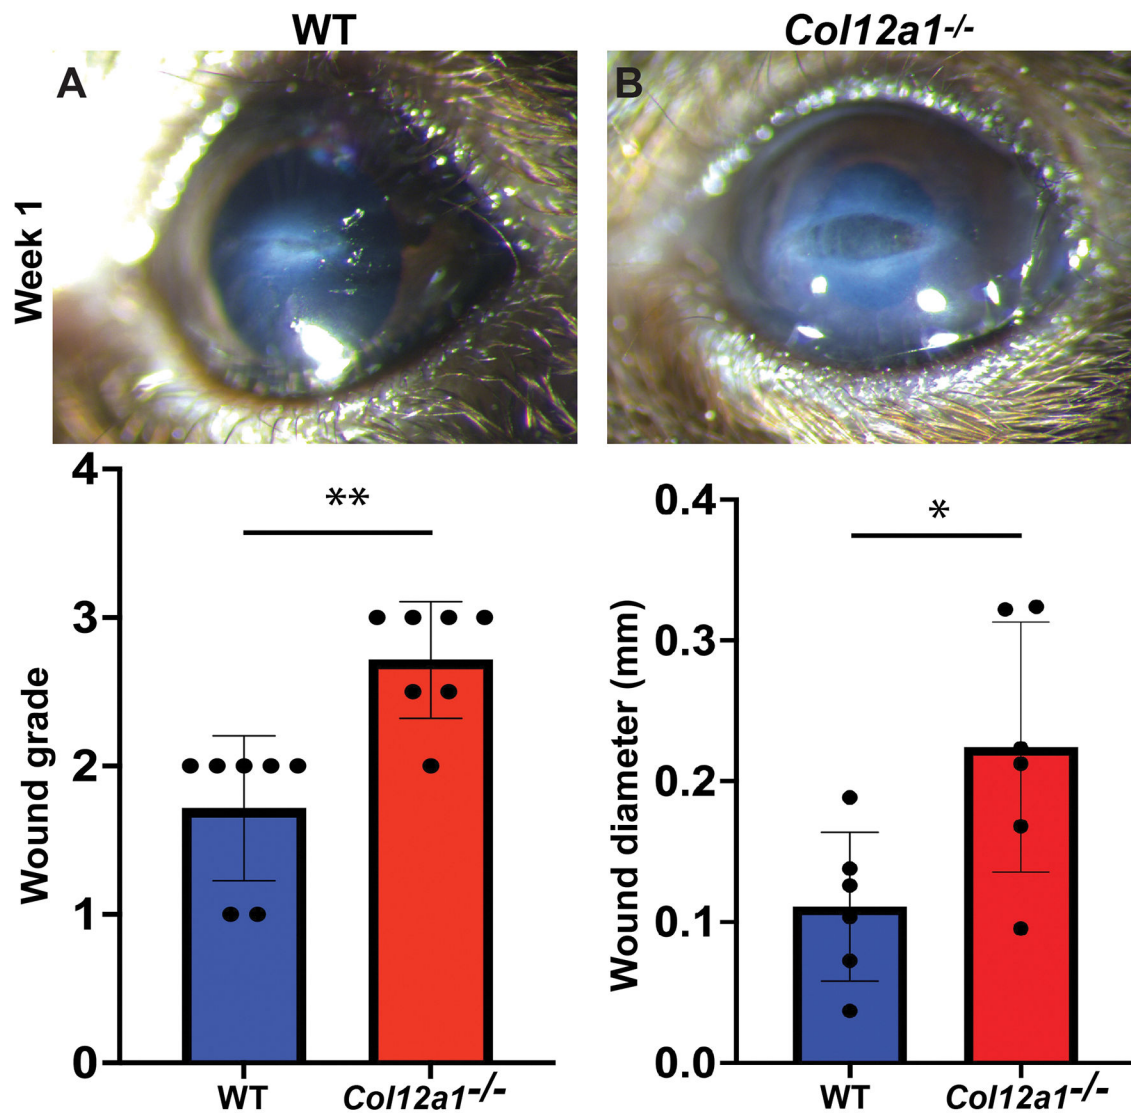 WT
Col12a1-/-
A
B
Week 1
4
3
2
1
0
Wound grade
**
WT
Col12a1-/-
0.4
0.3
0.2
0.1
0.0
Wound diameter (mm)
*
WT
Col12a1-/-